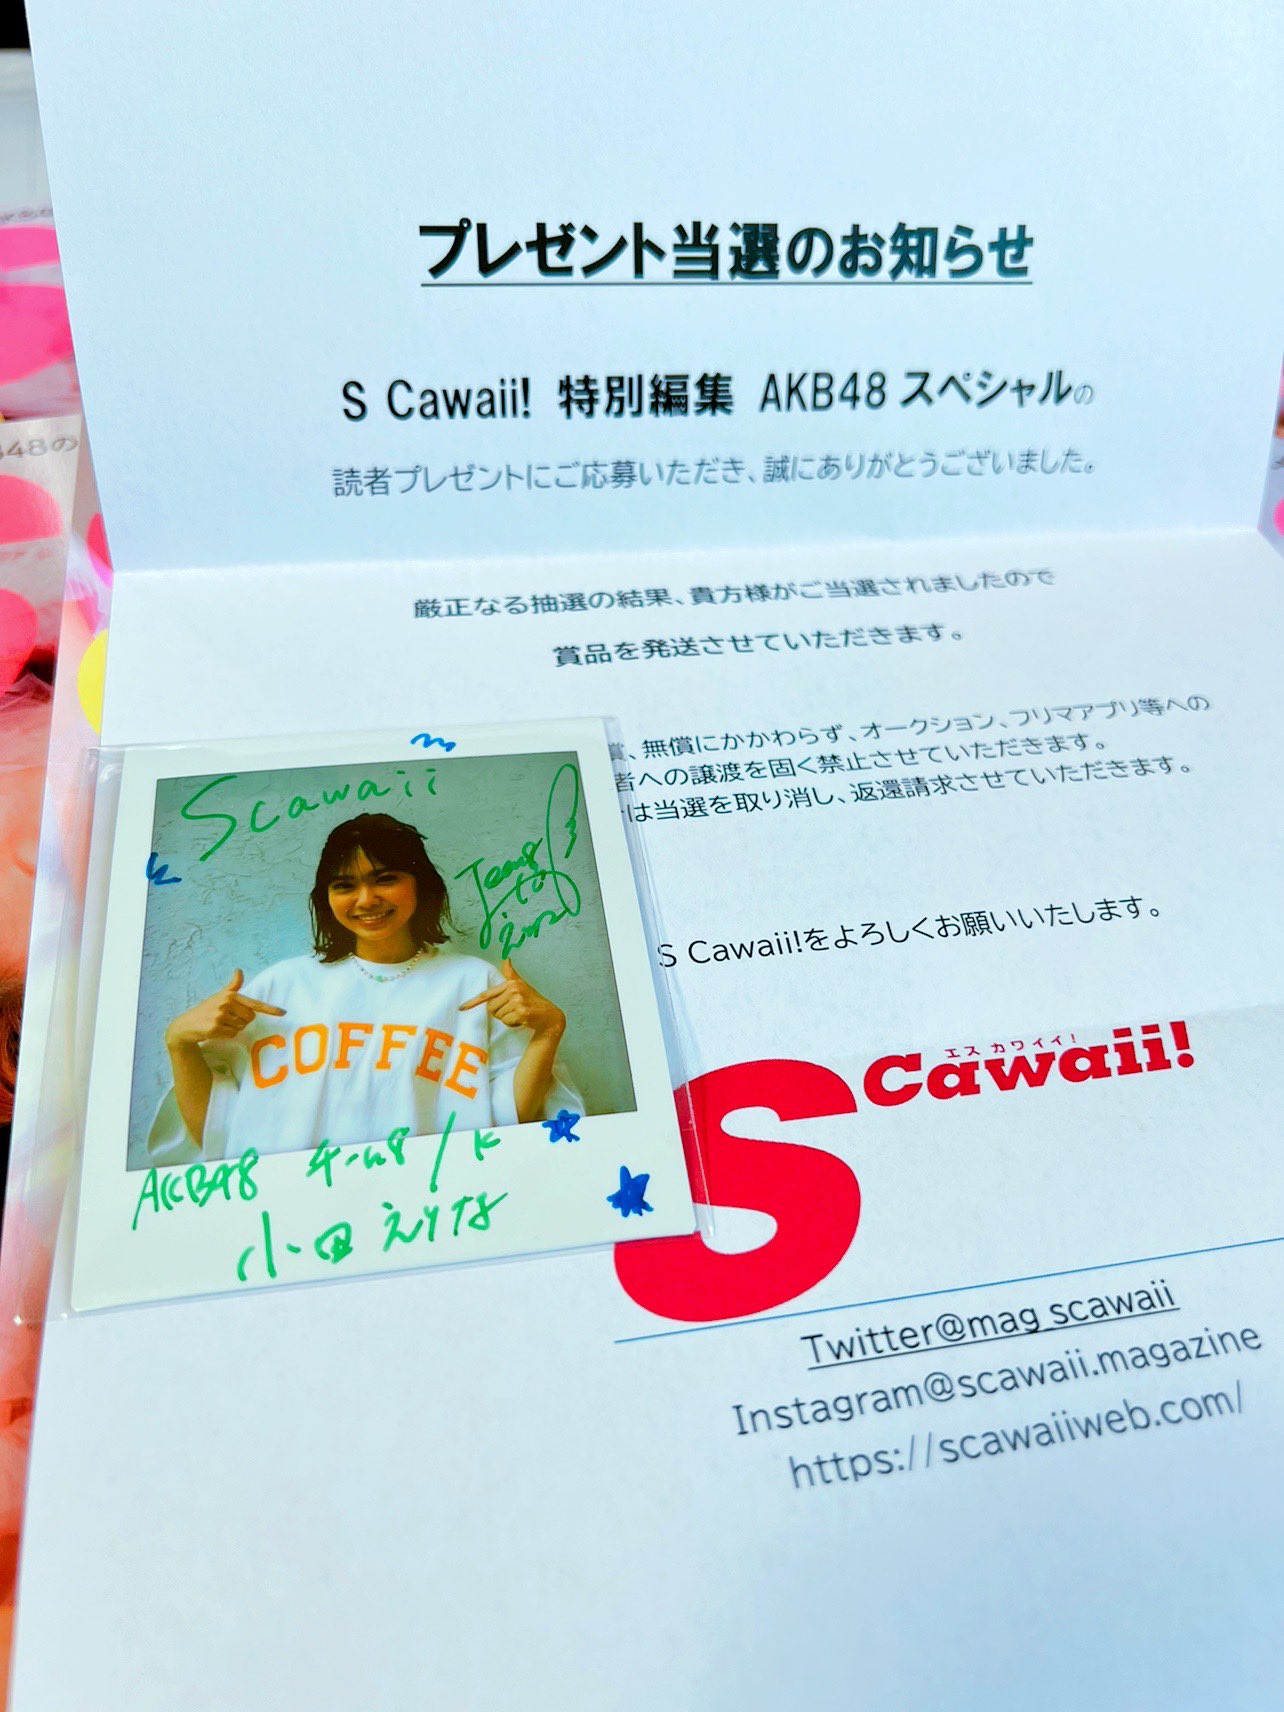 プレゼント当選のお知らせ
S Cawaii! 特別編集 AKB48 スペシャルの
読者プレゼントにご応募いただき、誠にありがとうございました。
厳正なる抽選の結果、貴方様がご当選されましたので
賞品を発送させていただきます。
、無償にかかわらず、オークション、フリマアプリ等への
者への譲渡を固く禁止させていただきます。
は当選を取り消し、返還請求させていただきます。
S Cawaii!をよろしくお願いいたします。
Scawaii
COFFEE
AKB48 チーム8 / K
小田えりな
エス カワイイ!
S Cawaii!
Twitter@mag_scawaii
Instagram@scawaii.magazine
https://scawaiiweb.com/
B48の